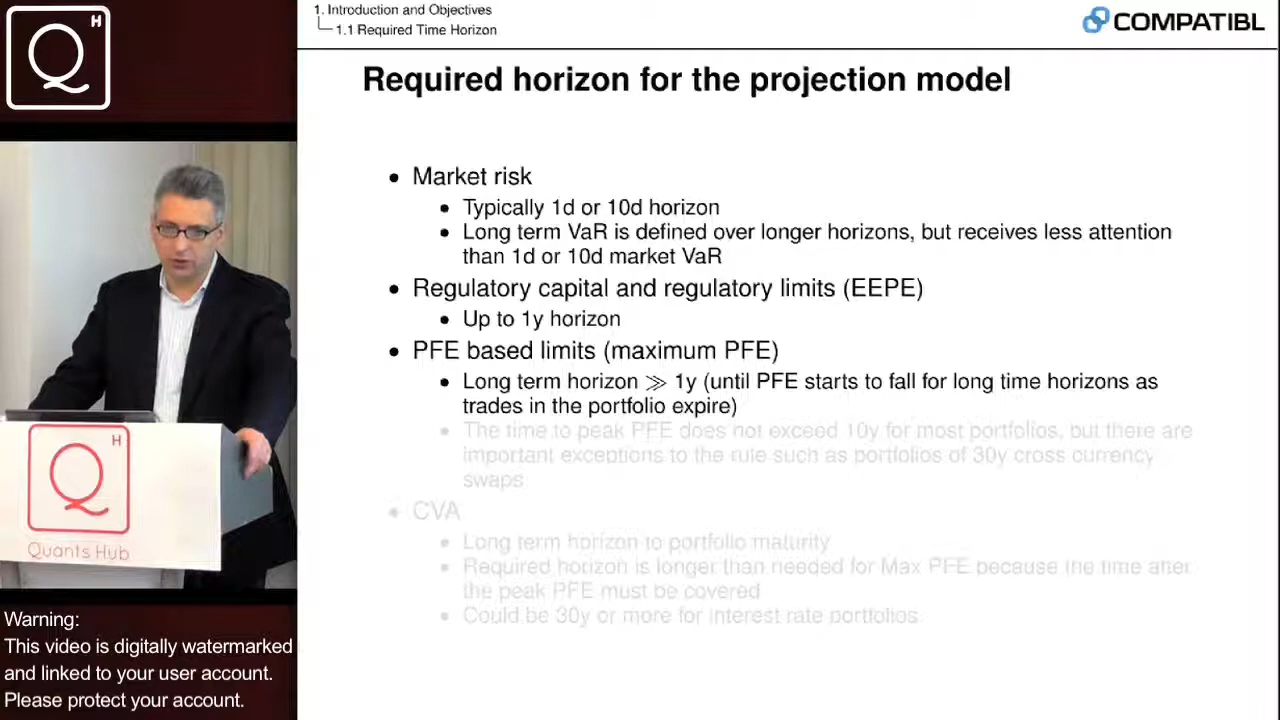 H
Q
1. Introduction and Objectives
1.1 Required Time Horizon
COMPATIBL
Required horizon for the projection model
• Market risk
• Typically 1d or 10d horizon
• Long term VaR is defined over longer horizons, but receives less attention
than 1d or 10d market VaR
• Regulatory capital and regulatory limits (EEPE)
• Up to 1y horizon
• PFE based limits (maximum PFE)
• Long term horizon ≫ 1y (until PFE starts to fall for long time horizons as
trades in the portfolio expire)
• The time to peak PFE does not exceed 10y for most portfolios, but there are
important exceptions to the rule such as portfolios of 30y cross currency
swaps
• CVA
• Long term horizon to portfolio maturity
• Required horizon is longer than needed for Max PFE because the time after
the peak PFE must be covered
• Could be 30y or more for interest rate portfolios
H
Q
Quants Hub
Warning:
This video is digitally watermarked
and linked to your user account.
Please protect your account.